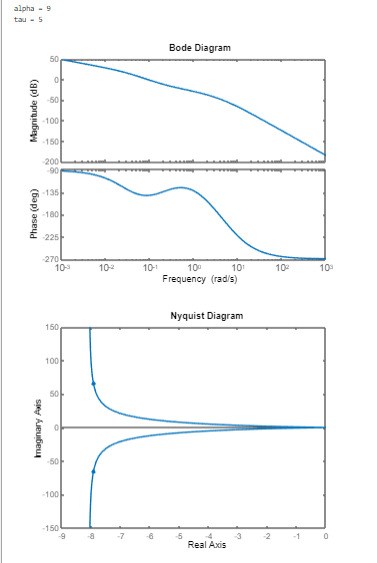 alpha = 9
tau = 5
Bode Diagram
Magnitude (dB)
50
0
-50
-100
-150
-200
Phase (deg)
-90
-135
-180
-225
-270
10-3 10-2 10-1 100 101 102 103
Frequency (rad/s)
Nyquist Diagram
Imaginary Axis
150
100
50
0
-50
-100
-150
-9 -8 -7 -6 -5 -4 -3 -2 -1 0
Real Axis